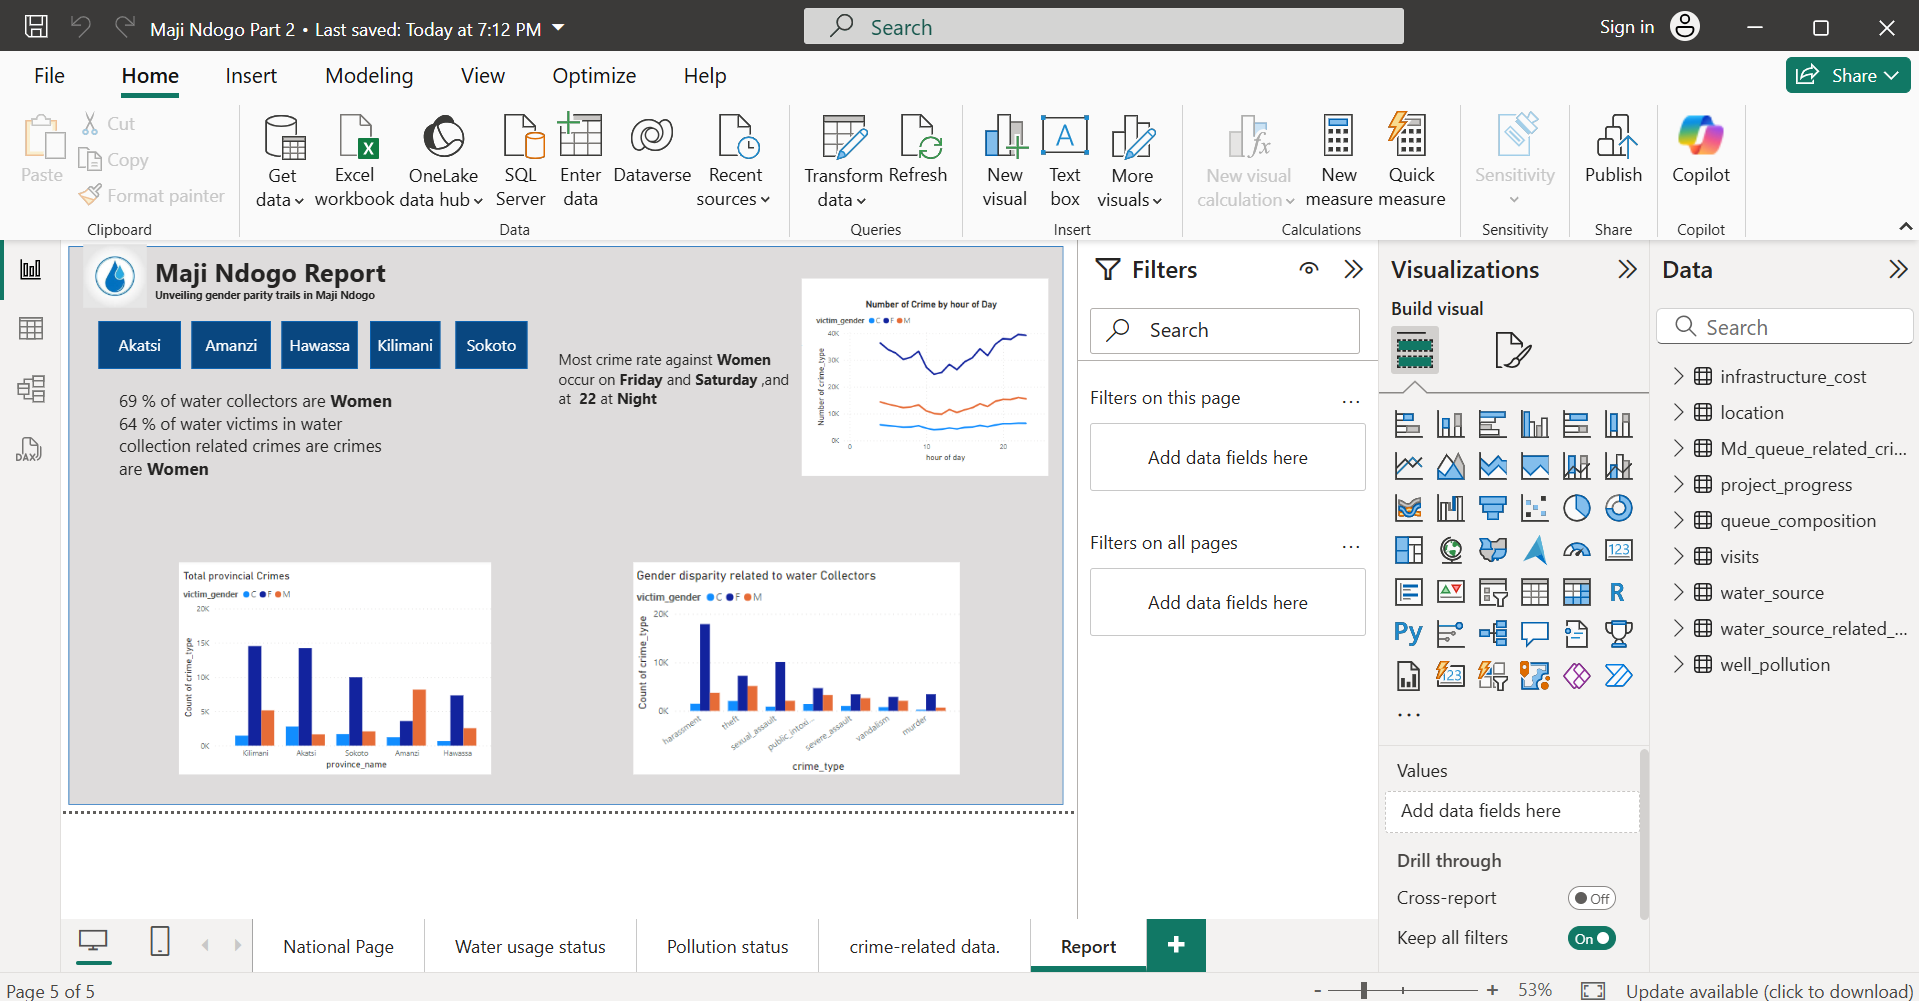 Maji Ndogo Part 2 • Last saved: Today at 7:12 PM
Search
Sign in
File
Home
Insert
Modeling
View
Optimize
Help
Share
Paste
Cut
Copy
Format painter
Clipboard
Get data
Excel workbook
OneLake data hub
SQL Server
Enter data
Dataverse
Recent sources
Data
Transform data
Refresh
Queries
New visual
Text box
More visuals
Insert
New visual calculation
New measure
Quick measure
Calculations
Sensitivity
Sensitivity
Publish
Share
Copilot
Copilot
DAX
Maji Ndogo Report
Unveiling gender parity trails in Maji Ndogo
Akatsi
Amanzi
Hawassa
Kilimani
Sokoto
69 % of water collectors are Women
64 % of water victims in water
collection related crimes are crimes
are Women
Most crime rate against Women
occur on Friday and Saturday ,and
at 22 at Night
Number of Crime by hour of Day
victim_gender C F M
Number of crime_type
40K
30K
20K
10K
0K
0
10
20
hour of day
Total provincial Crimes
victim_gender C F M
Count of crime_type
20K
15K
10K
5K
0K
Kilimani
Akatsi
Sokoto
Amanzi
Hawassa
province_name
Gender disparity related to water Collectors
victim_gender C F M
Count of crime_type
20K
10K
0K
harassment
theft
sexual_assault
public_intoxi...
severe_assault
vandalism
murder
crime_type
Filters
Search
Filters on this page
...
Add data fields here
Filters on all pages
...
Add data fields here
Visualizations
Build visual
123
R
Py
123
...
Values
Add data fields here
Drill through
Cross-report
Off
Keep all filters
On
Data
Search
infrastructure_cost
location
Md_queue_related_cri...
project_progress
queue_composition
visits
water_source
water_source_related_...
well_pollution
National Page
Water usage status
Pollution status
crime-related data.
Report
+
Page 5 of 5
- + 53%
Update available (click to download)